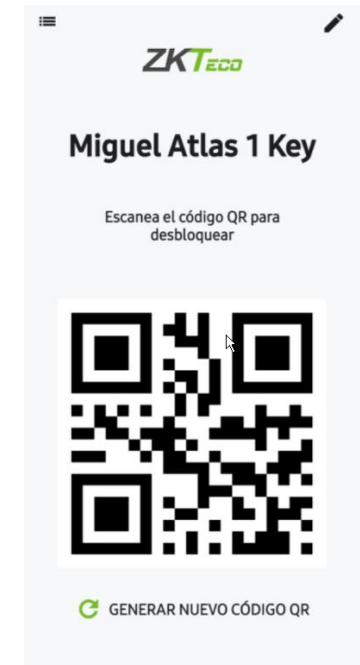 ZKTECO
Miguel Atlas 1 Key
Escanea el código QR para
desbloquear
GENERAR NUEVO CÓDIGO QR